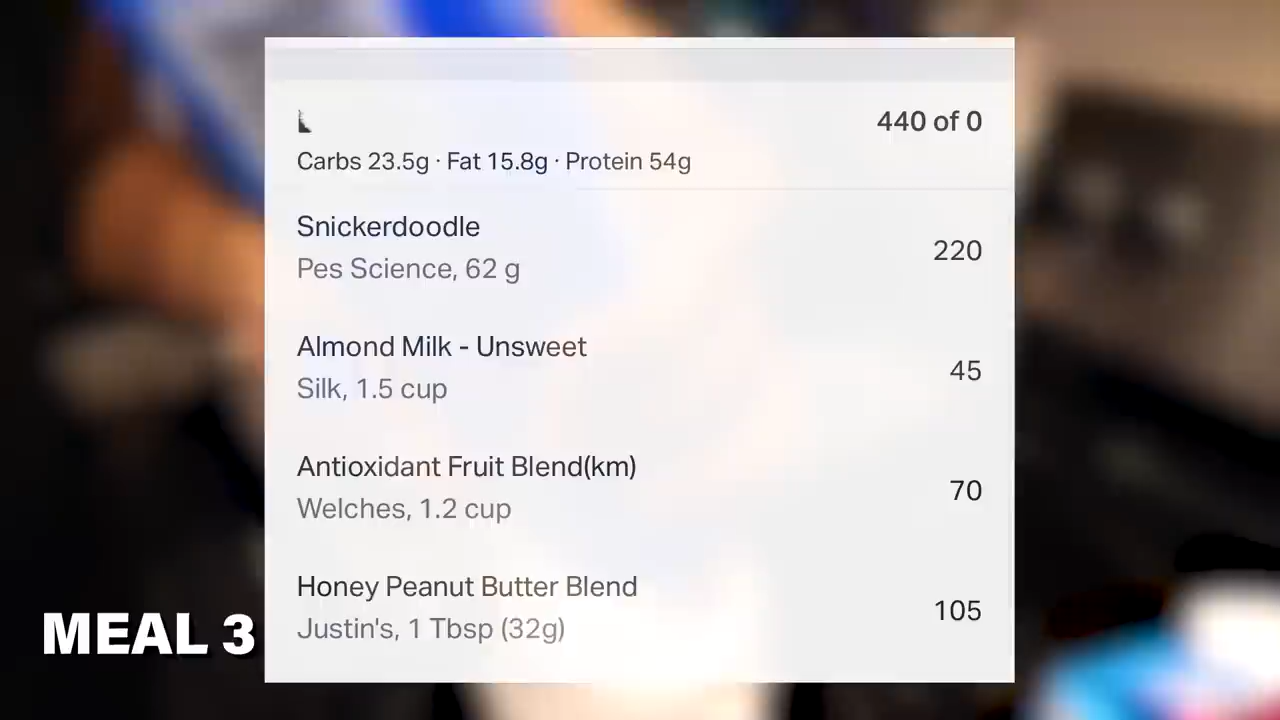 440 of 0
Carbs 23.5g · Fat 15.8g · Protein 54g
Snickerdoodle
220
Pes Science, 62 g
Almond Milk - Unsweet
45
Silk, 1.5 cup
Antioxidant Fruit Blend(km)
70
Welches, 1.2 cup
Honey Peanut Butter Blend
105
Justin's, 1 Tbsp (32g)
MEAL 3